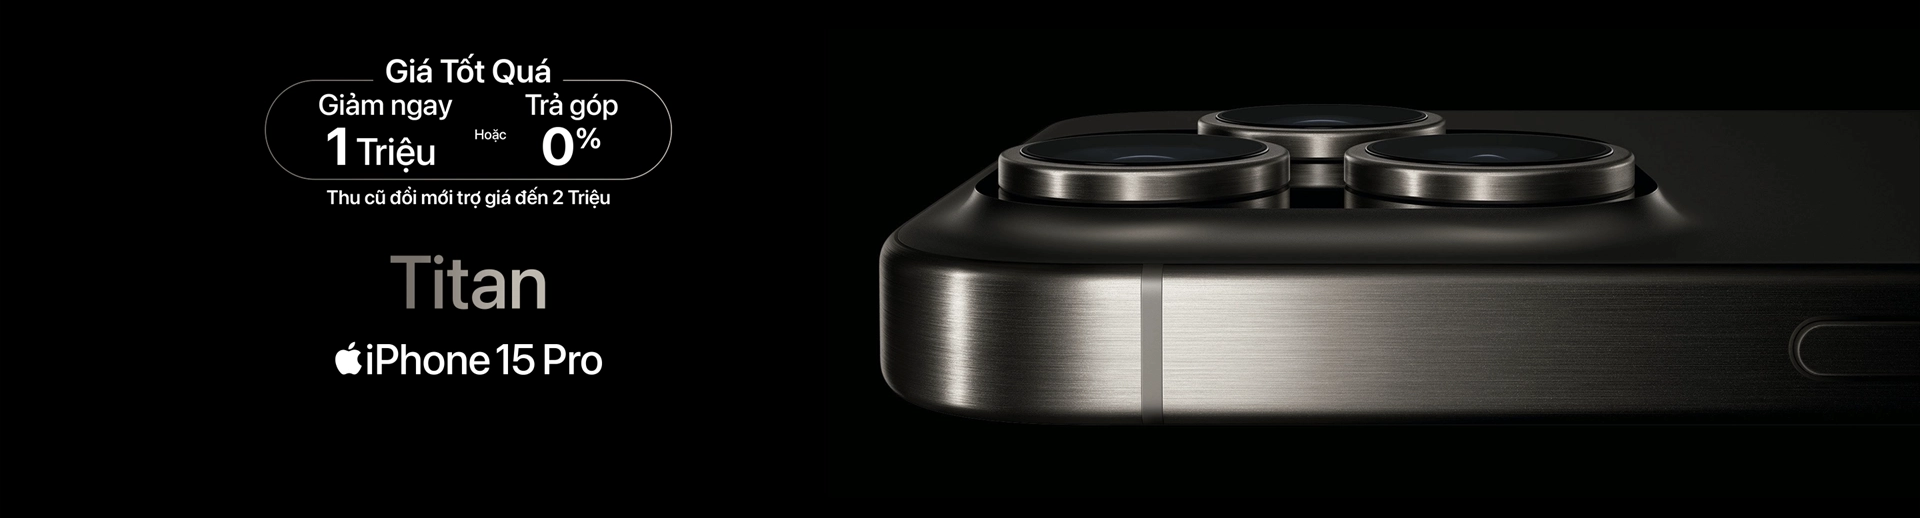 Giá Tốt Quá
Giảm ngay
1 Triệu
Hoặc
Trả góp
0%
Thu cũ đổi mới trợ giá đến 2 Triệu
Titan
iPhone 15 Pro